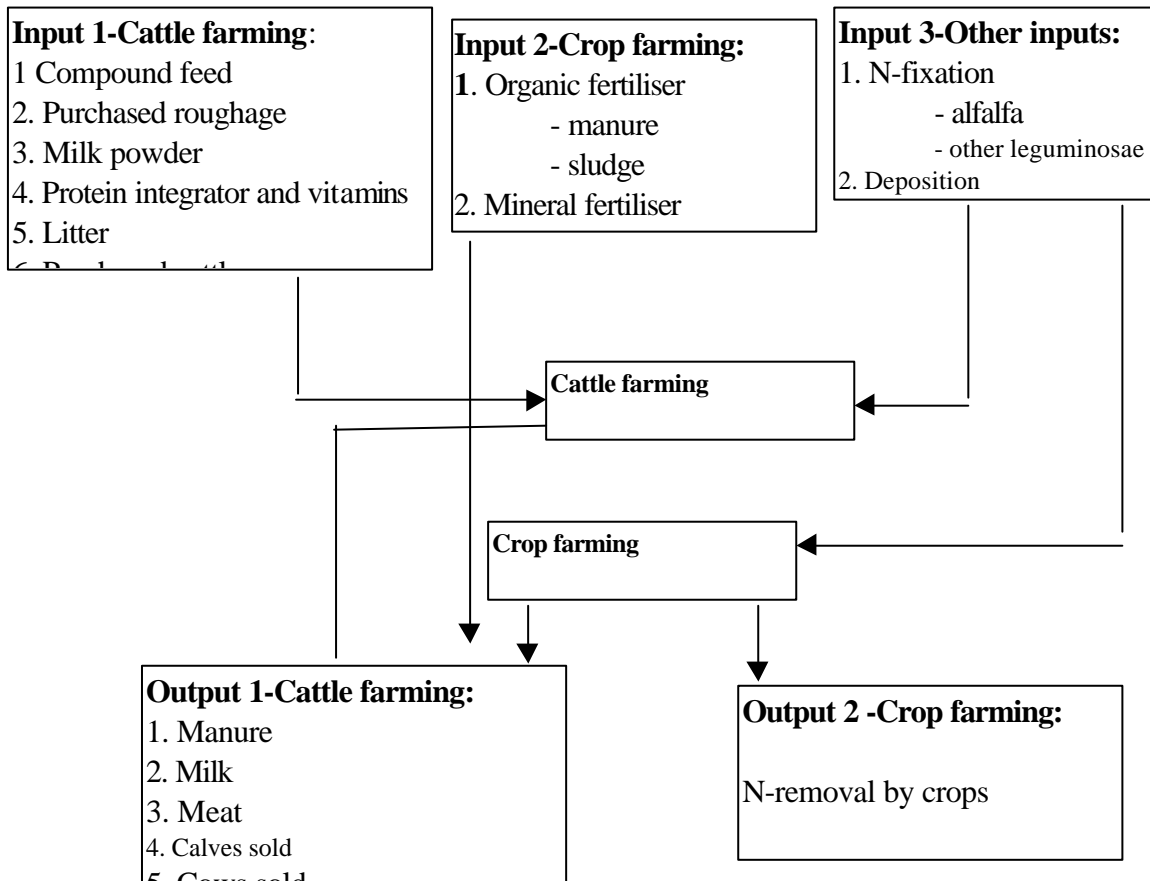 Input 1-Cattle farming:
1 Compound feed
2. Purchased roughage
3. Milk powder
4. Protein integrator and vitamins
5. Litter
Input 2-Crop farming:
1. Organic fertiliser
- manure
- sludge
2. Mineral fertiliser
Input 3-Other inputs:
1. N-fixation
- alfalfa
- other leguminosae
2. Deposition
Cattle farming
Crop farming
Output 1-Cattle farming:
1. Manure
2. Milk
3. Meat
4. Calves sold
5. Cows sold
Output 2 -Crop farming:
N-removal by crops